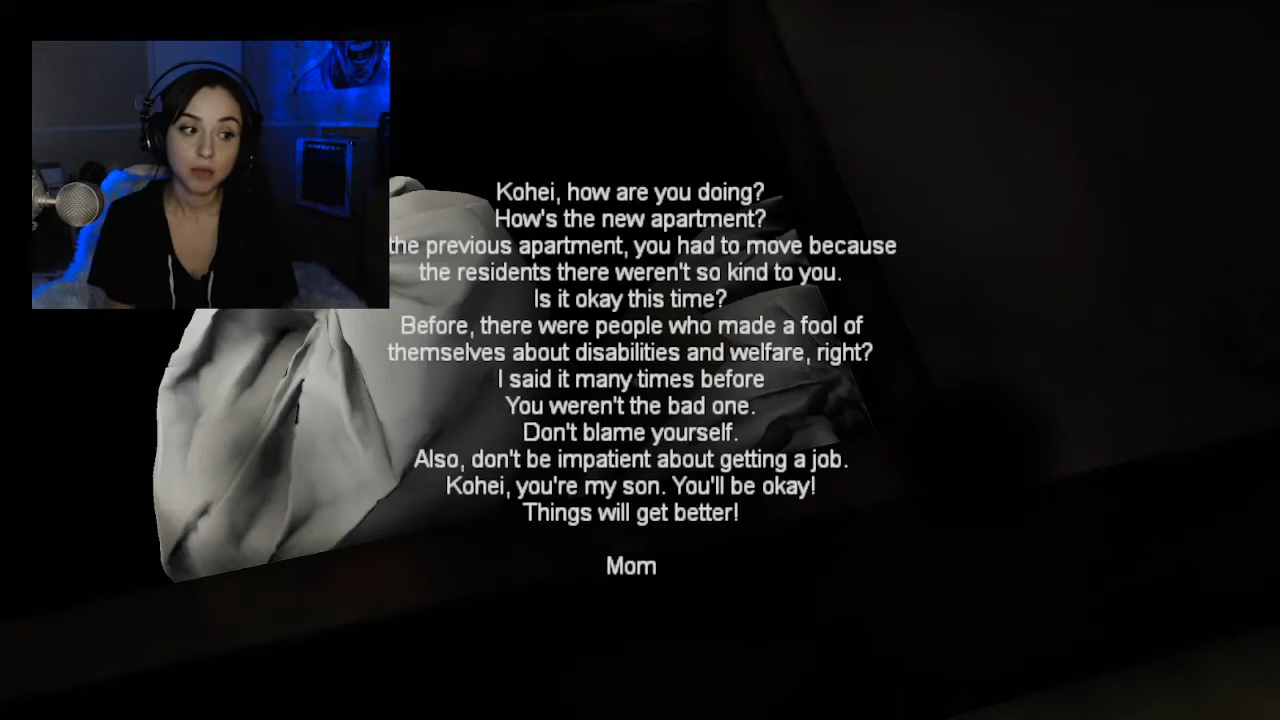 Kohei, how are you doing?
How's the new apartment?
the previous apartment, you had to move because
the residents there weren't so kind to you.
Is it okay this time?
Before, there were people who made a fool of
themselves about disabilities and welfare, right?
I said it many times before
You weren't the bad one.
Don't blame yourself.
Also, don't be impatient about getting a job.
Kohei, you're my son. You'll be okay!
Things will get better!
Mom